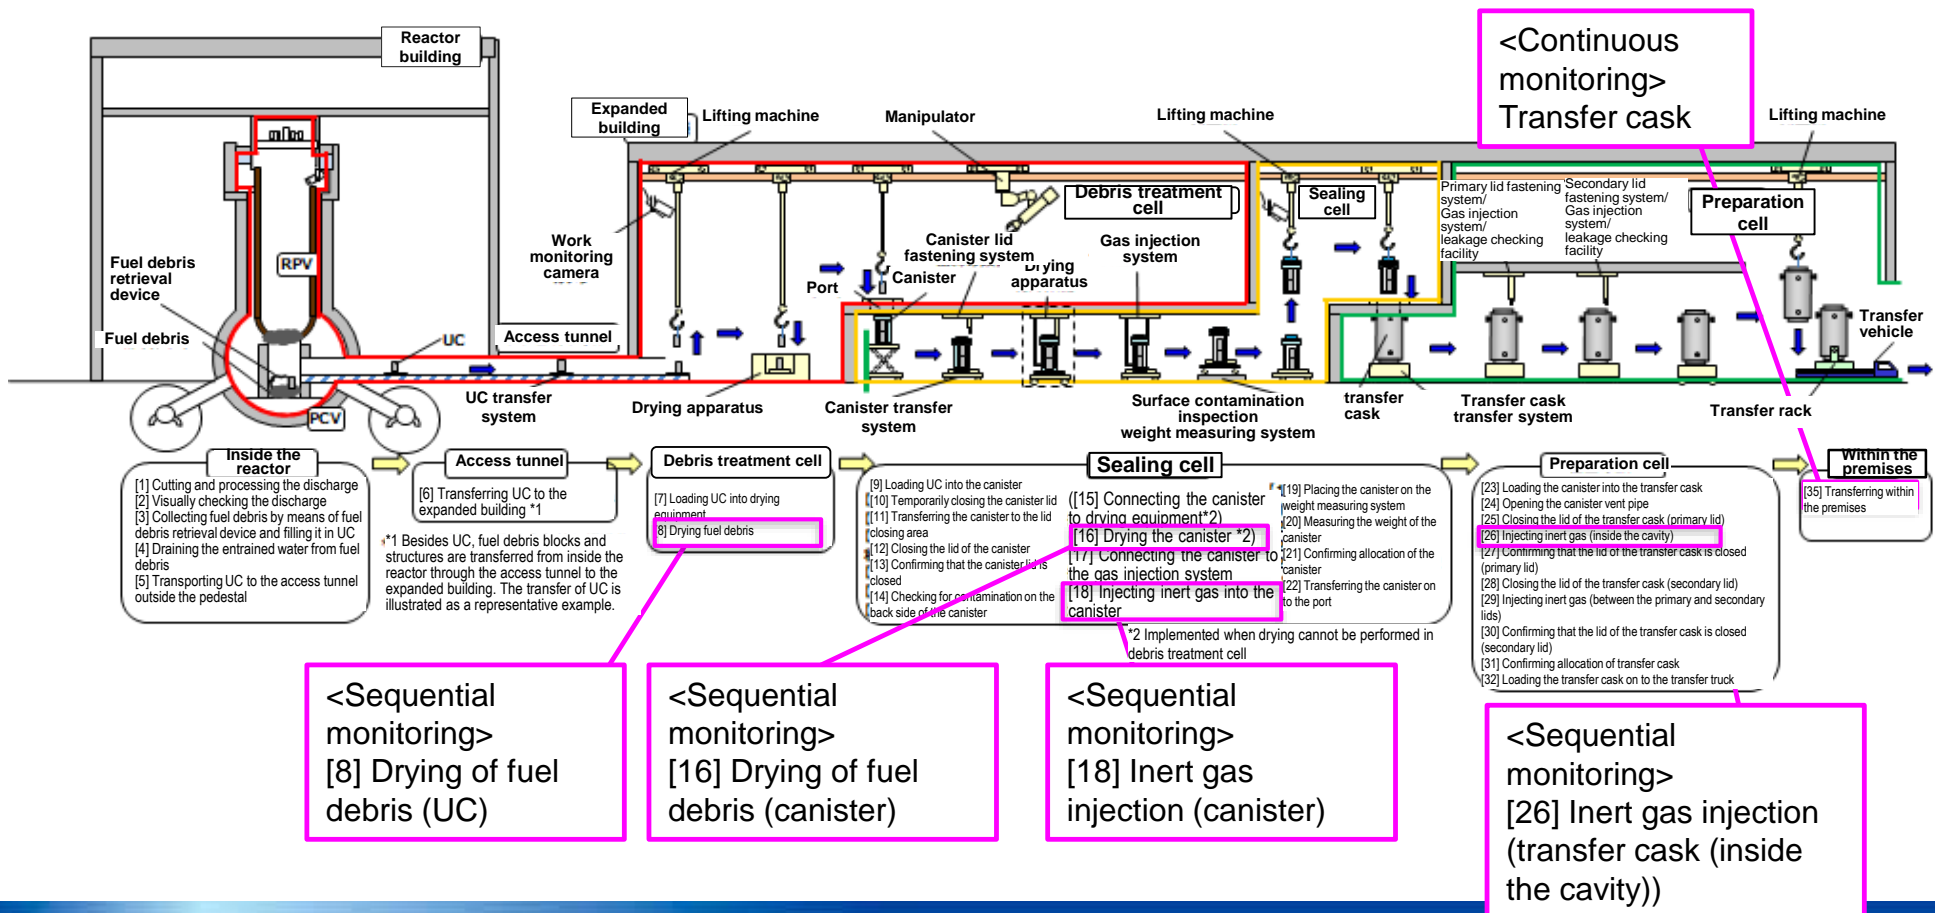 Reactor
building
<Continuous
monitoring>
Transfer cask
Expanded
building
Lifting machine
Manipulator
Lifting machine
Lifting machine
Debris treatment
cell
Sealing
cell
Primary lid fastening
system/
Gas injection
system/
leakage checking
facility
Secondary lid
fastening system/
Gas injection
system/
leakage checking
facility
Preparation
cell
Work
monitoring
camera
Canister lid
fastening system
Gas injection
system
Drying
apparatus
Canister
Port
RPV
Fuel debris
retrieval
device
Fuel debris
UC
Access tunnel
Transfer
vehicle
PCV
UC transfer
system
Drying apparatus
Canister transfer
system
Surface contamination
inspection
weight measuring system
transfer
cask
Transfer cask
transfer system
Transfer rack
Inside the
reactor
[1] Cutting and processing the discharge
[2] Visually checking the discharge
[3] Collecting fuel debris by means of fuel
debris retrieval device and filling it in UC
[4] Draining the entrained water from fuel
debris
[5] Transporting UC to the access tunnel
outside the pedestal
Access tunnel
[6] Transferring UC to the
expanded building *1
*1 Besides UC, fuel debris blocks and
structures are transferred from inside the
reactor through the access tunnel to the
expanded building. The transfer of UC is
illustrated as a representative example.
Debris treatment cell
[7] Loading UC into drying
equipment
8] Drying fuel debris
Sealing cell
[9] Loading UC into the canister
[10] Temporarily closing the canister lid
[11] Transferring the canister to the lid
closing area
[12] Closing the lid of the canister
[13] Confirming that the canister lid is
closed
[14] Checking for contamination on the
back side of the canister
([15] Connecting the canister
to drying equipment*2)
[16] Drying the canister *2)
[17] Connecting the canister to
the gas injection system
[18] Injecting inert gas into the
canister
[19] Placing the canister on the
weight measuring system
[20] Measuring the weight of the
canister
[21] Confirming allocation of the
canister
[22] Transferring the canister on
to the port
*2 Implemented when drying cannot be performed in
debris treatment cell
Preparation cell
[23] Loading the canister into the transfer cask
[24] Opening the canister vent pipe
[25] Closing the lid of the transfer cask (primary lid)
[26] Injecting inert gas (inside the cavity)
[27] Confirming that the lid of the transfer cask is closed
(primary lid)
[28] Closing the lid of the transfer cask (secondary lid)
[29] Injecting inert gas (between the primary and secondary
lids)
[30] Confirming that the lid of the transfer cask is closed
(secondary lid)
[31] Confirming allocation of transfer cask
[32] Loading the transfer cask on to the transfer truck
Within the
premises
[35] Transferring within
the premises
<Sequential
monitoring>
[8] Drying of fuel
debris (UC)
<Sequential
monitoring>
[16] Drying of fuel
debris (canister)
<Sequential
monitoring>
[18] Inert gas
injection (canister)
<Sequential
monitoring>
[26] Inert gas injection
(transfer cask (inside
the cavity))